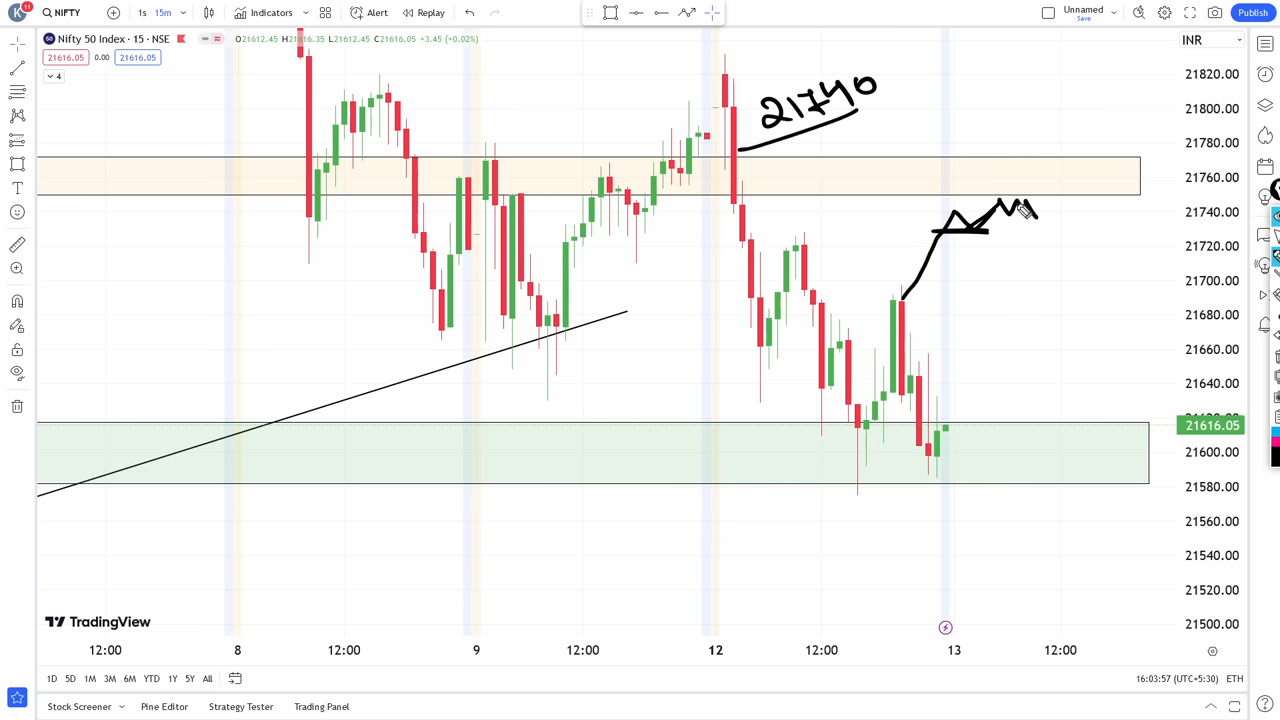 K 11 NIFTY 1s 15m Indicators Alert Replay Unnamed Save Publish
Nifty 50 Index · 15 · NSE O21612.45 H21616.35 L21612.45 C21616.05 +3.45 (+0.02%)
21616.05 0.00 21616.05
4
INR
21740
21820.00
21800.00
21780.00
21760.00
21740.00
21720.00
21700.00
21680.00
21660.00
21640.00
21616.05
21600.00
21580.00
21560.00
21540.00
21520.00
21500.00
TradingView
12:00 8 12:00 9 12:00 12 12:00 13 12:00
1D 5D 1M 3M 6M YTD 1Y 5Y All 16:03:57 (UTC+5:30) ETH
Stock Screener Pine Editor Strategy Tester Trading Panel